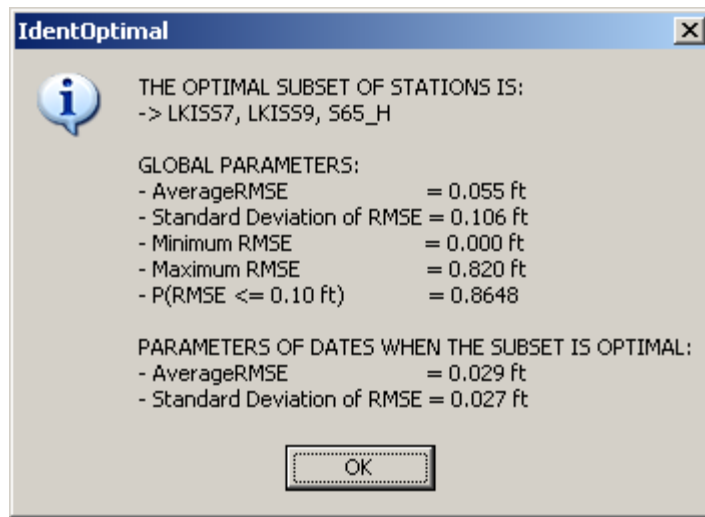 IdentOptimal
THE OPTIMAL SUBSET OF STATIONS IS:
-> LKISS7, LKISS9, S65_H
GLOBAL PARAMETERS:
- AverageRMSE = 0.055 ft
- Standard Deviation of RMSE = 0.106 ft
- Minimum RMSE = 0.000 ft
- Maximum RMSE = 0.820 ft
- P(RMSE <= 0.10 ft) = 0.8648
PARAMETERS OF DATES WHEN THE SUBSET IS OPTIMAL:
- AverageRMSE = 0.029 ft
- Standard Deviation of RMSE = 0.027 ft
OK